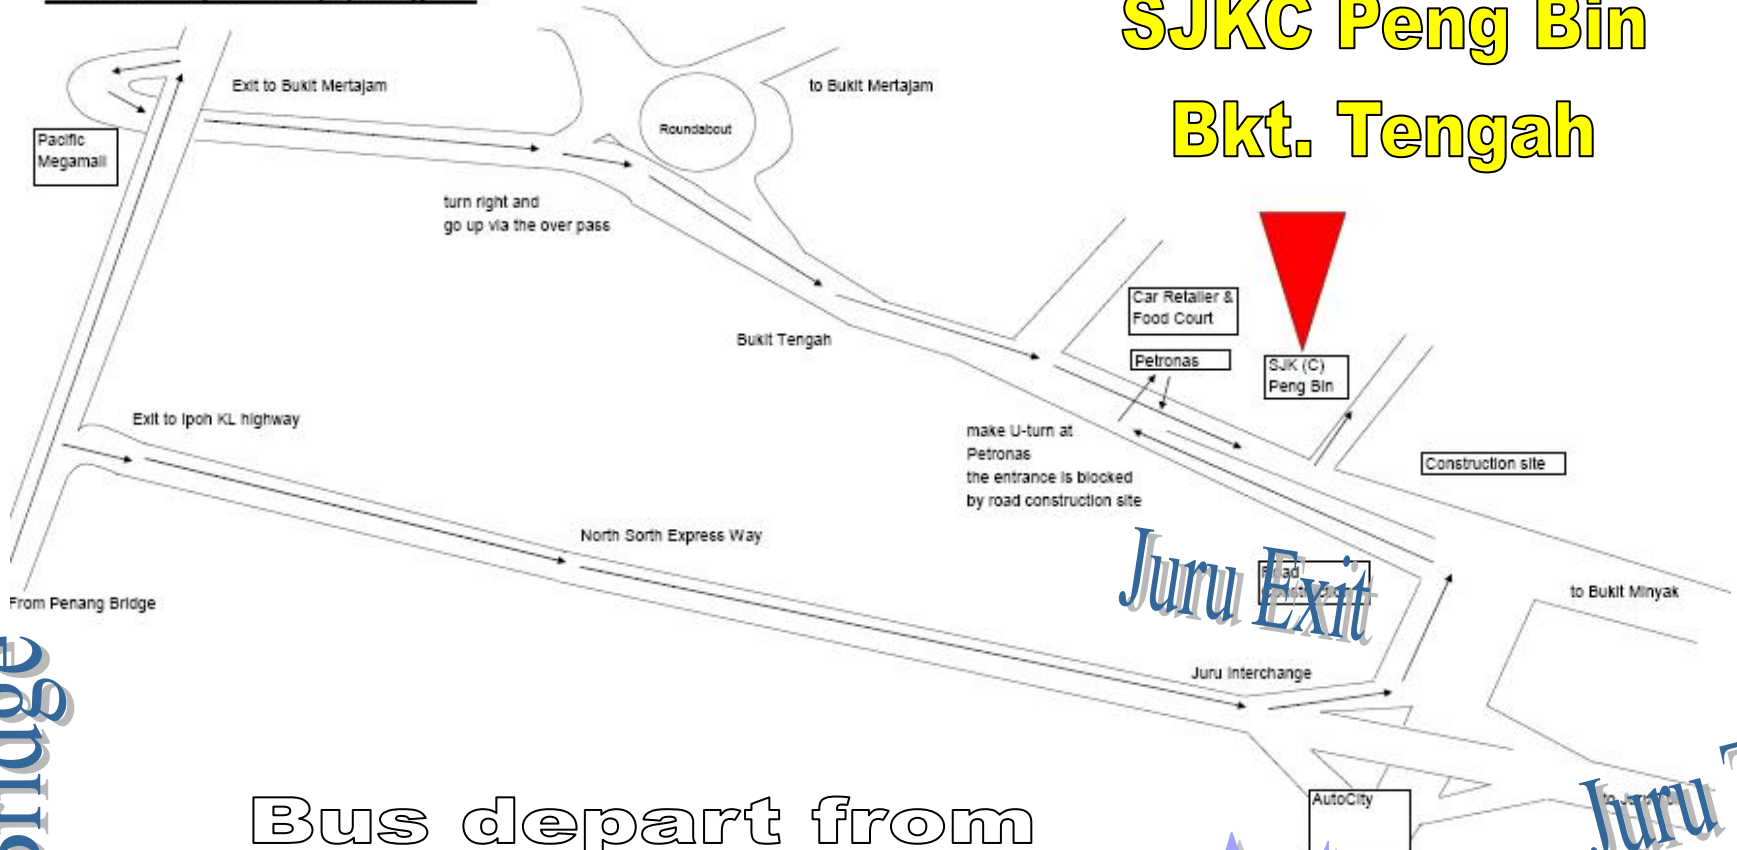 SJKC Peng Bin
Bkt. Tengah
Exit to Bukit Mertajam
to Bukit Mertajam
Roundabout
Pacific
Megamall
turn right and
go up via the over pass
Car Retailer &
Food Court
Bukit Tengah
Petronas
SJK (C)
Peng Bin
Exit to Ipoh KL highway
make U-turn at
Petronas
the entrance is blocked
by road construction site
Construction site
North Sorth Express Way
Juru Exit
Road
to Bukit Minyak
From Penang Bridge
Juru Interchange
AutoCity
Juru
Bus depart from